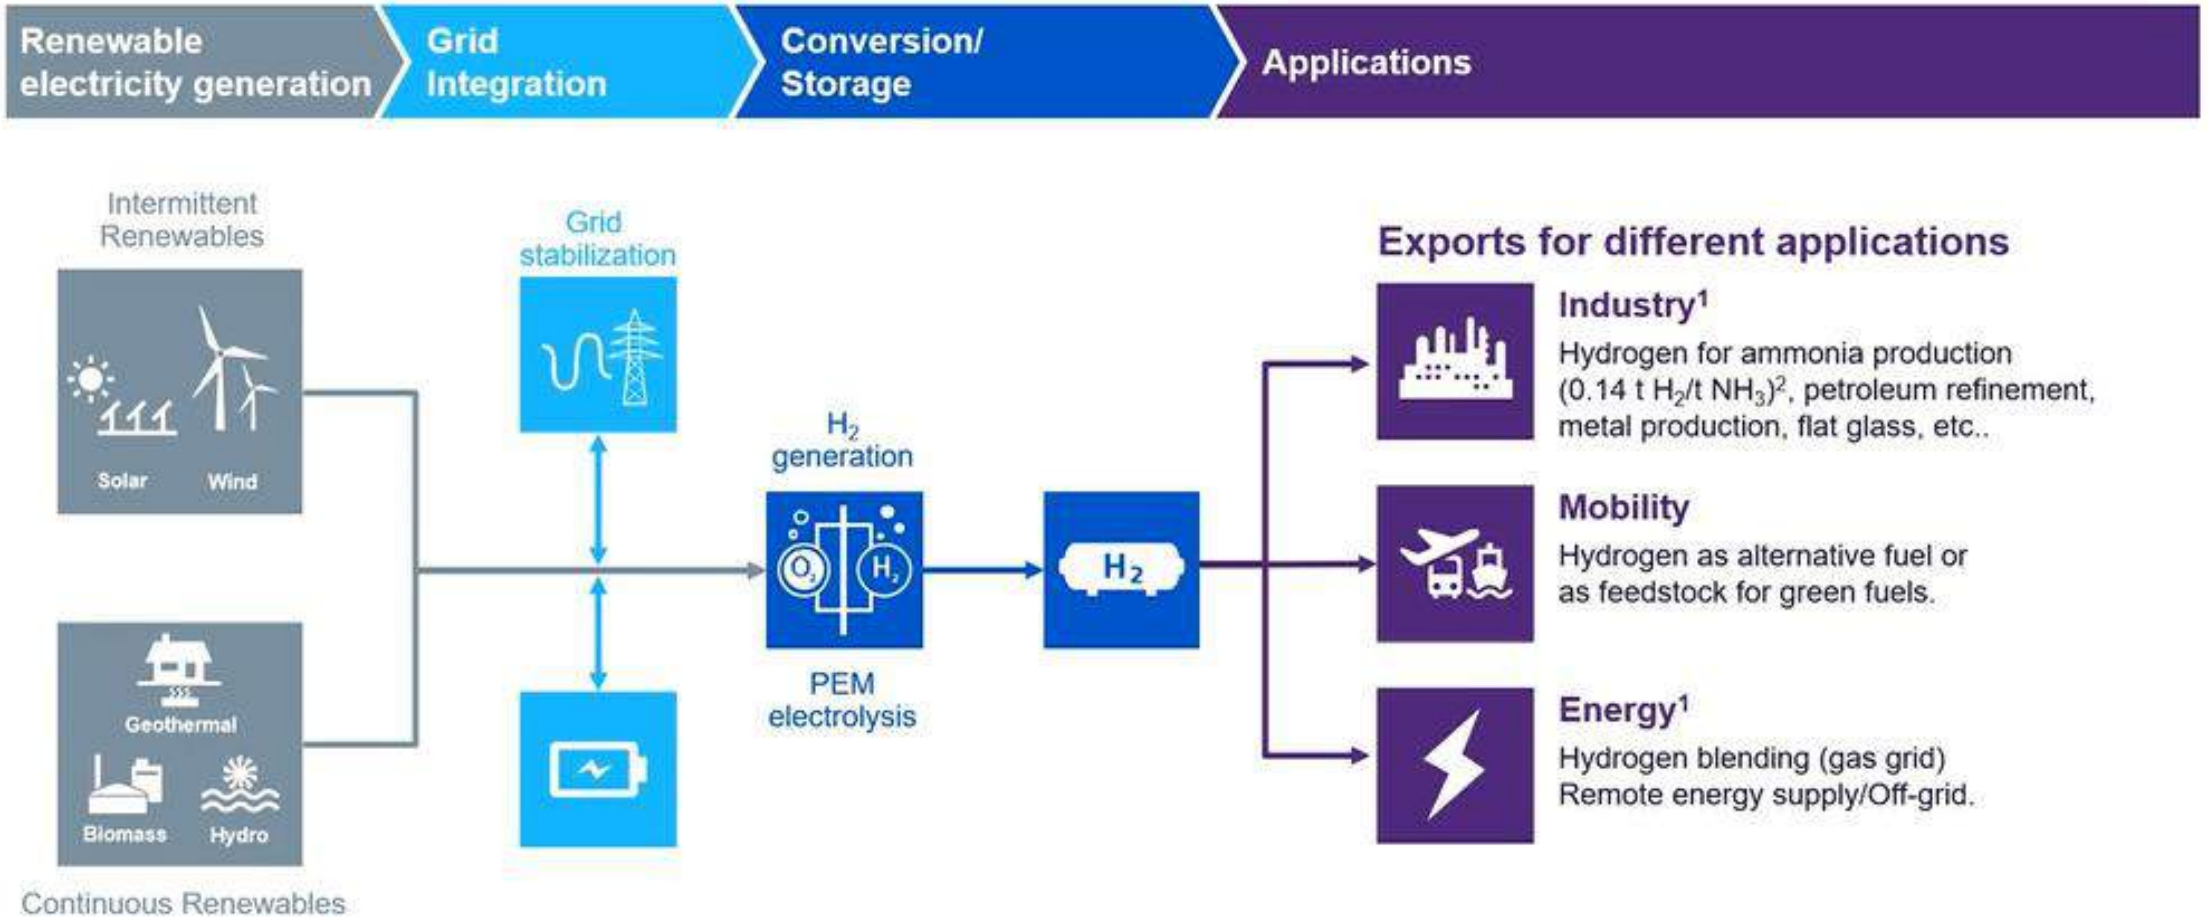 Renewable
electricity generation
Grid
Integration
Conversion/
Storage
Applications
Intermittent
Renewables
Solar
Wind
Geothermal
Biomass
Hydro
Continuous Renewables
Grid
stabilization
H₂
generation
O₂
H₂
PEM
electrolysis
H₂
Exports for different applications
Industry¹
Hydrogen for ammonia production
(0.14 t H₂/t NH₃)², petroleum refinement,
metal production, flat glass, etc..
Mobility
Hydrogen as alternative fuel or
as feedstock for green fuels.
Energy¹
Hydrogen blending (gas grid)
Remote energy supply/Off-grid.